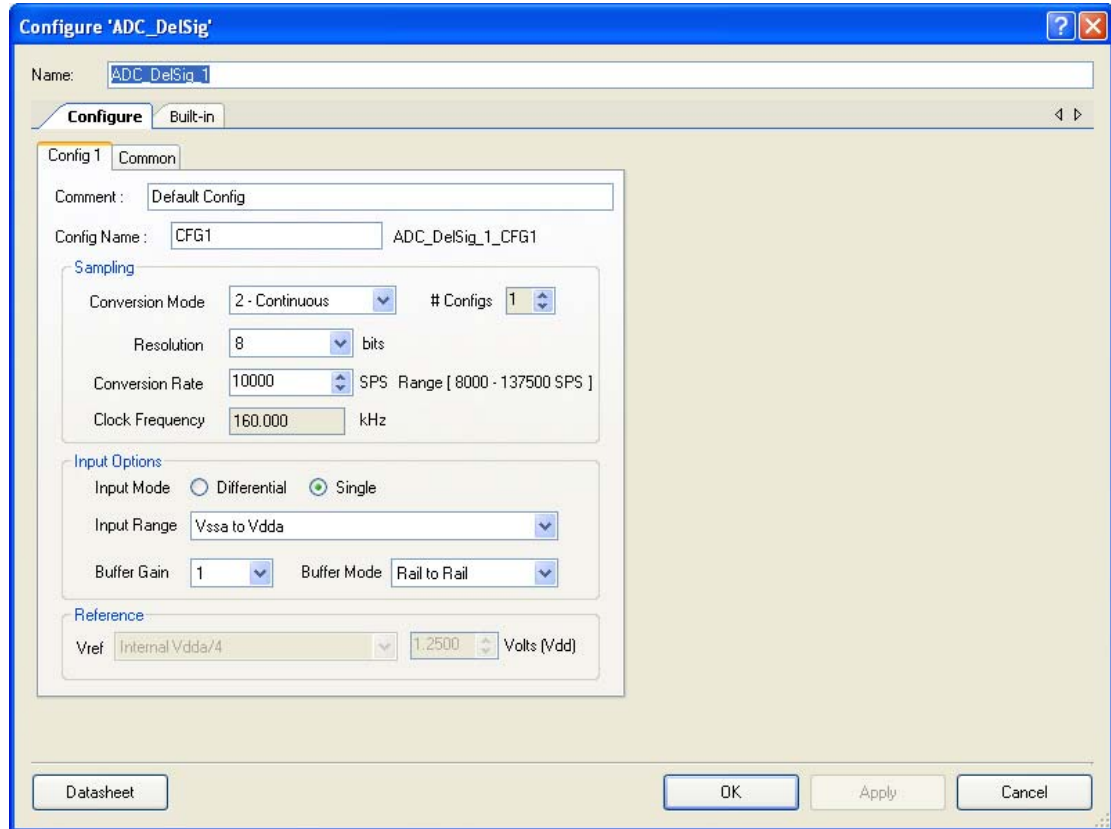 Configure 'ADC_DelSig'
Name: ADC_DelSig_1
Configure Built-in
Config 1 Common
Comment : Default Config
Config Name : CFG1 ADC_DelSig_1_CFG1
Sampling
Conversion Mode 2 - Continuous # Configs 1
Resolution 8 bits
Conversion Rate 10000 SPS Range [ 8000 - 137500 SPS ]
Clock Frequency 160.000 kHz
Input Options
Input Mode Differential Single
Input Range Vssa to Vdda
Buffer Gain 1 Buffer Mode Rail to Rail
Reference
Vref Internal Vdda/4 1.2500 Volts (Vdd)
Datasheet OK Apply Cancel